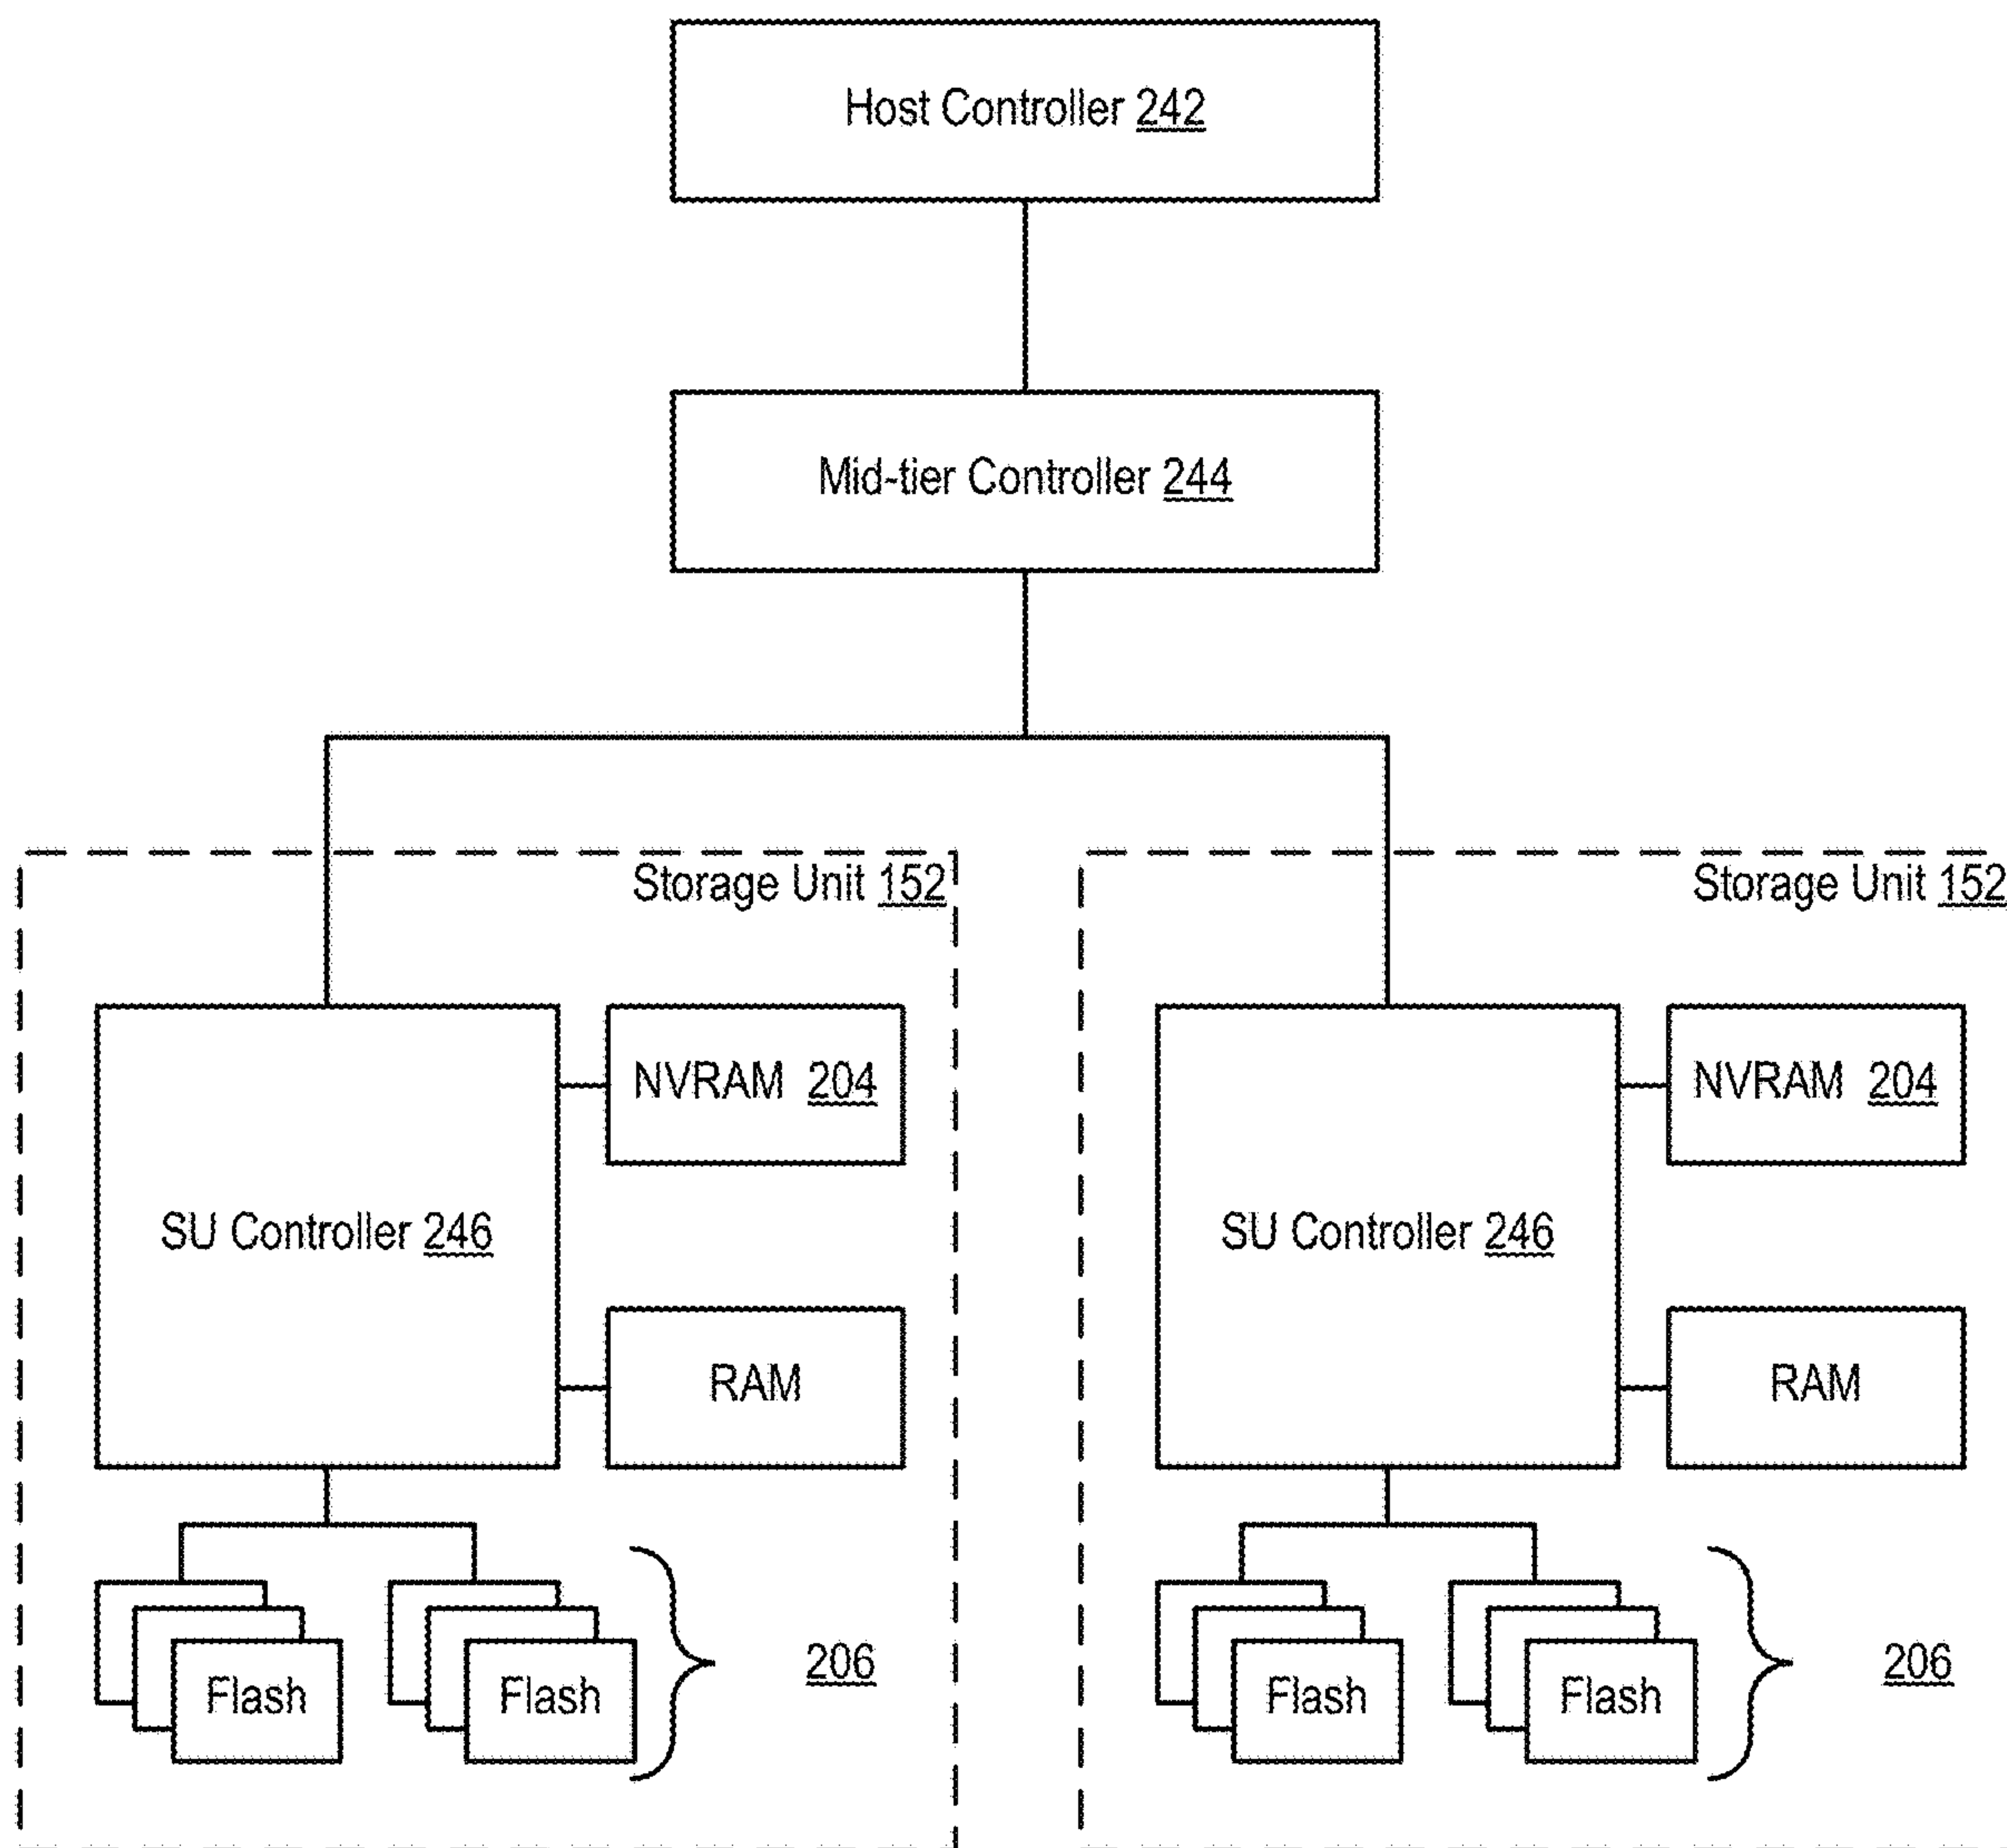 Host Controller 242
Mid-tier Controller 244
Storage Unit 152
Storage Unit 152
NVRAM 204
NVRAM 204
SU Controller 246
SU Controller 246
RAM
RAM
Flash
Flash
206
Flash
Flash
206